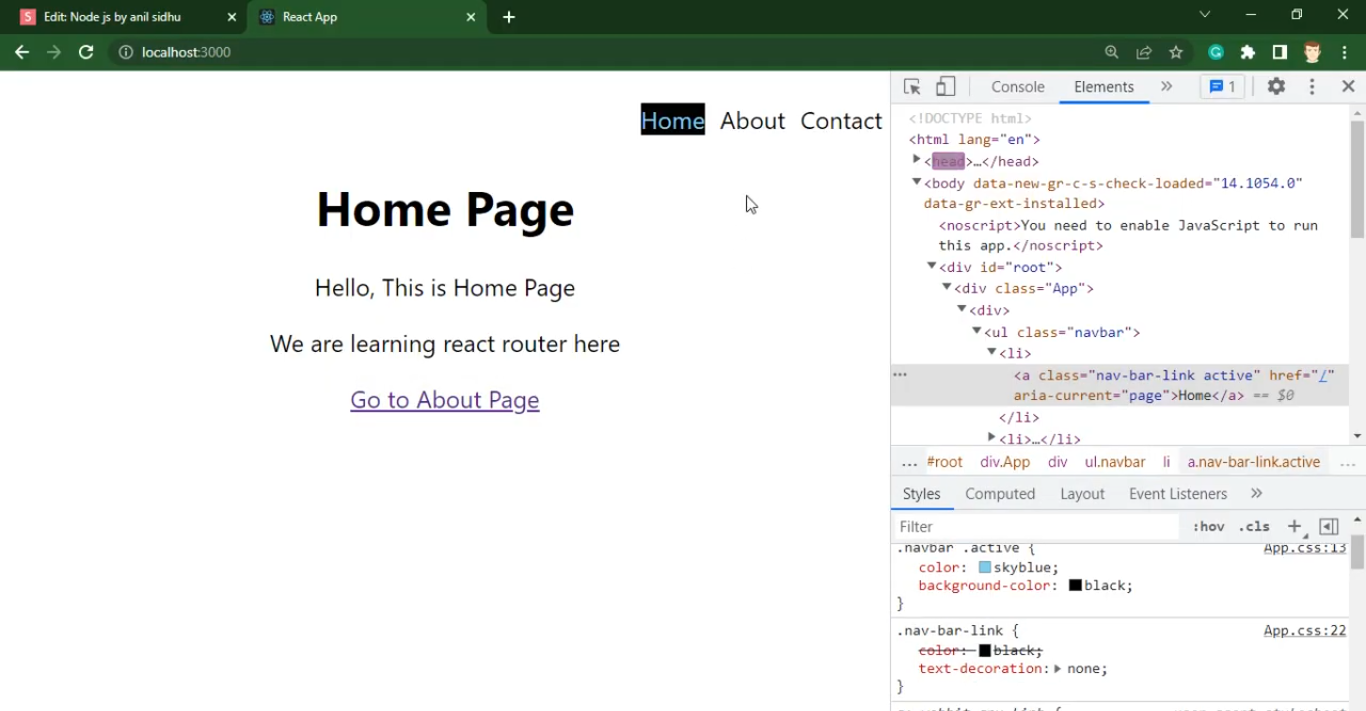 Edit: Node js by anil sidhu
React App
localhost:3000
Home About Contact
Home Page
Hello, This is Home Page
We are learning react router here
Go to About Page
Console Elements 1
<!DOCTYPE html>
<html lang="en">
<head>…</head>
<body data-new-gr-c-s-check-loaded="14.1054.0"
data-gr-ext-installed>
<noscript>You need to enable JavaScript to run
this app.</noscript>
<div id="root">
<div class="App">
<div>
<ul class="navbar">
<li>
<a class="nav-bar-link active" href="/"
aria-current="page">Home</a> == $0
</li>
<li>…</li>
... #root div.App div ul.navbar li a.nav-bar-link.active ...
Styles Computed Layout Event Listeners
Filter :hov .cls
.navbar .active { App.css:13
color: skyblue;
background-color: black;
}
.nav-bar-link { App.css:22
color: black;
text-decoration: none;
}